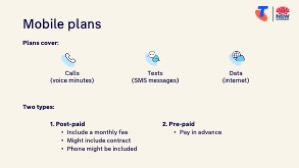 Mobile plans
Plans cover:
Calls
(voice minutes)
Texts
(SMS messages)
Data
(internet)
Two types:
1. Post-paid
• Include a monthly fee
• Might include contract
• Phone might be included
2. Pre-paid
• Pay in advance